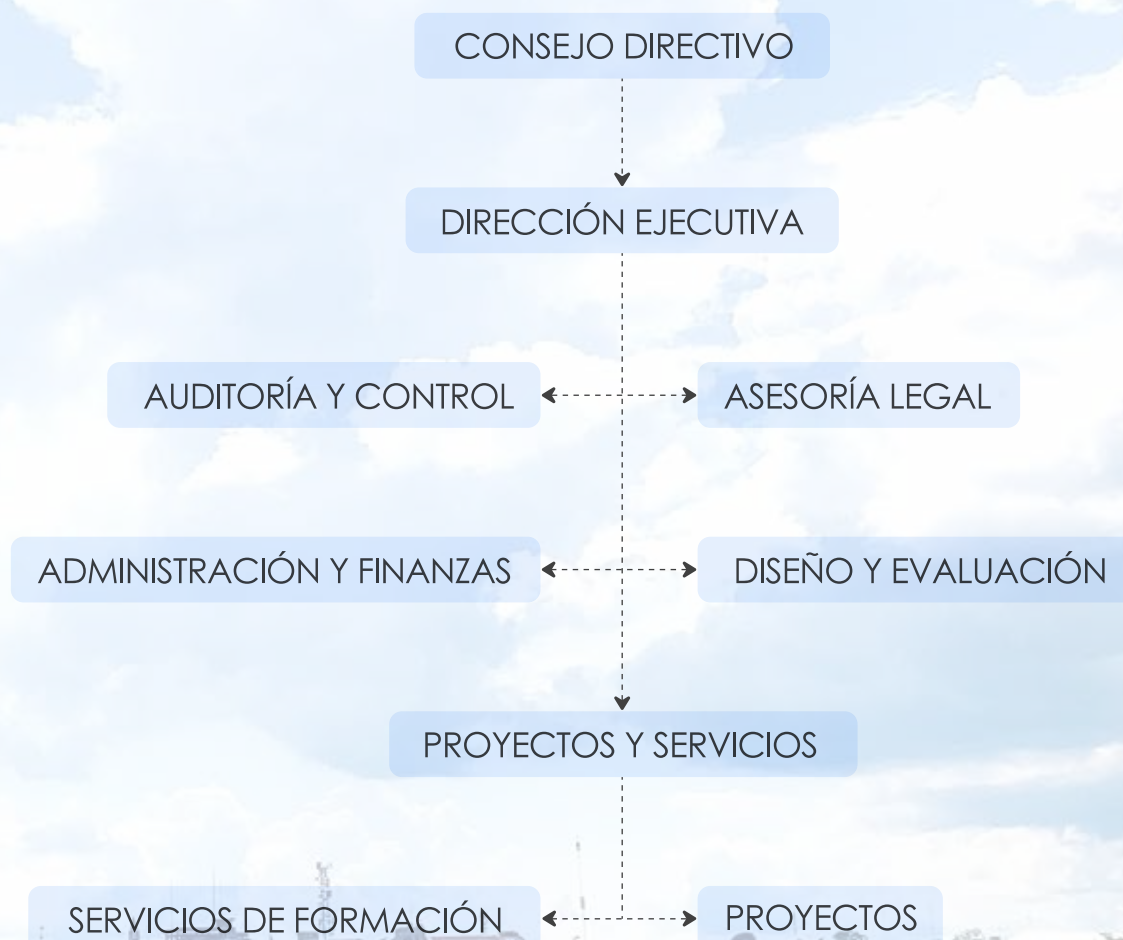 CONSEJO DIRECTIVO
DIRECCIÓN EJECUTIVA
AUDITORÍA Y CONTROL
ASESORÍA LEGAL
ADMINISTRACIÓN Y FINANZAS
DISEÑO Y EVALUACIÓN
PROYECTOS Y SERVICIOS
SERVICIOS DE FORMACIÓN
PROYECTOS